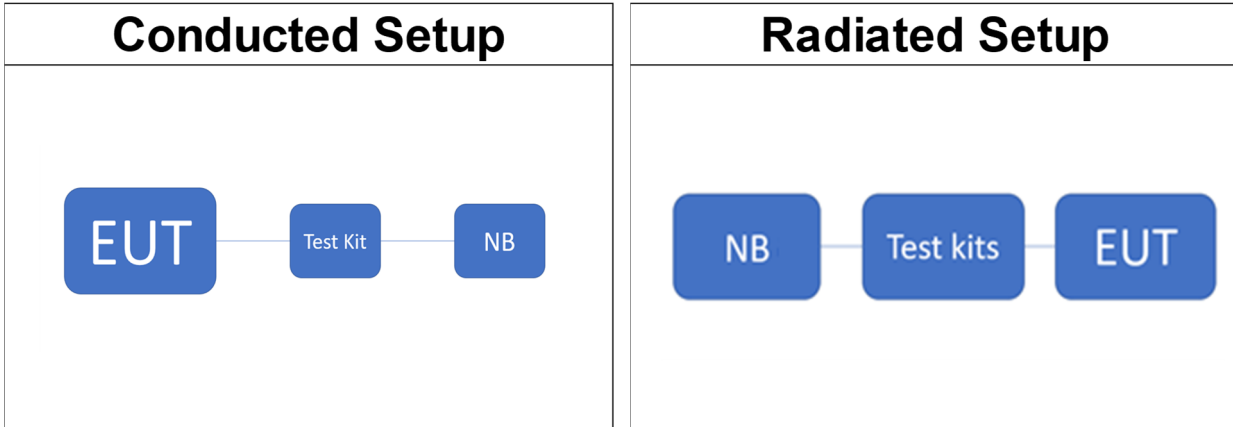 Conducted Setup
EUT
Test Kit
NB
Radiated Setup
NB
Test kits
EUT